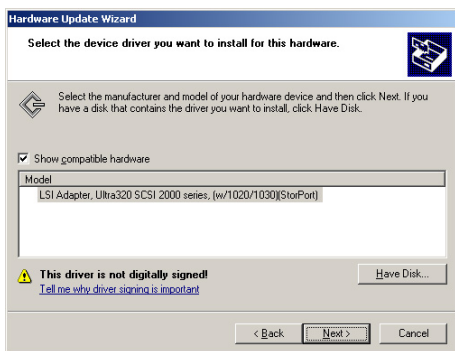 Hardware Update Wizard
Select the device driver you want to install for this hardware.
Select the manufacturer and model of your hardware device and then click Next. If you
have a disk that contains the driver you want to install, click Have Disk.
Show compatible hardware
Model
LSI Adapter, Ultra320 SCSI 2000 series, (w/1020/1030)(StorPort)
This driver is not digitally signed!
Have Disk...
Tell me why driver signing is important
< Back
Next >
Cancel